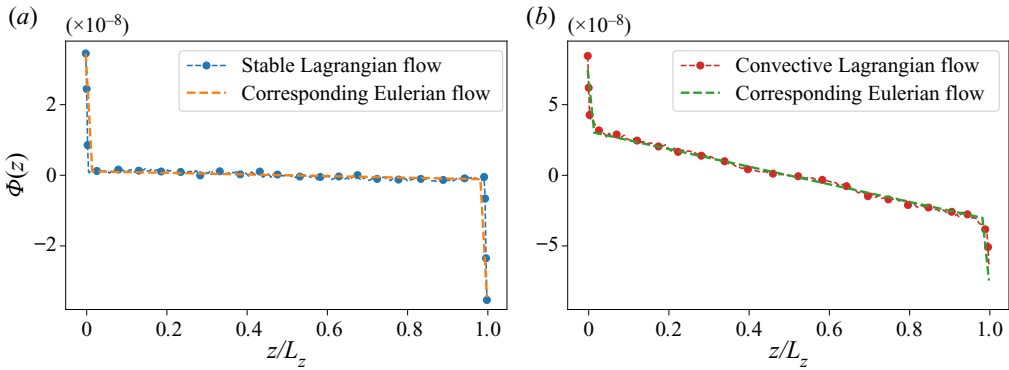 (a)
(×10⁻⁸)
Stable Lagrangian flow
Corresponding Eulerian flow
2
0
−2
Φ(z)
0
0.2
0.4
0.6
0.8
1.0
z/L_z
(b)
(×10⁻⁸)
Convective Lagrangian flow
Corresponding Eulerian flow
5
0
−5
0
0.2
0.4
0.6
0.8
1.0
z/L_z